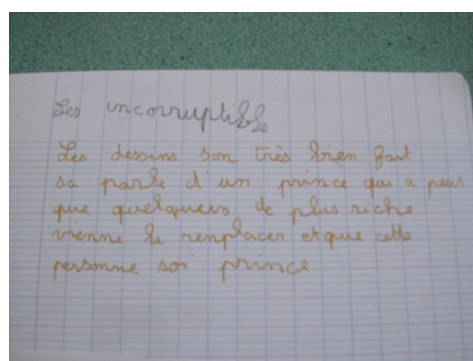 Les incorruptible
Les dessins son très bien fait
sa parle d'un prince qui a peur
que quelqu'un de plus riche
vienne le remplacer et que cette
personne soi prince